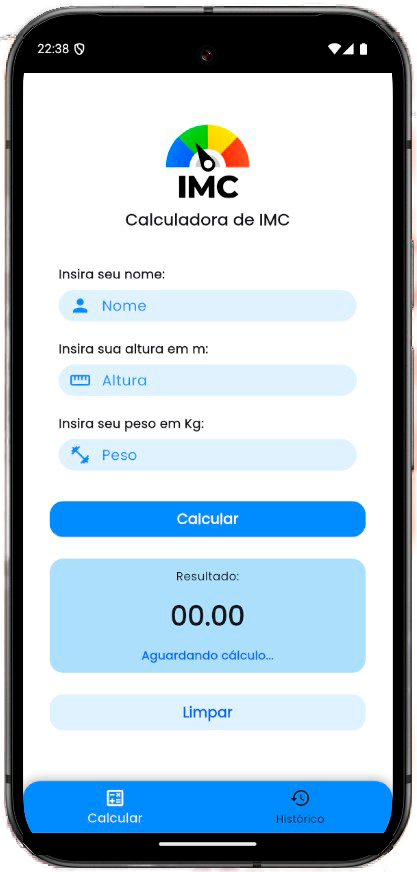 22:38
IMC
Calculadora de IMC
Insira seu nome:
Nome
Insira sua altura em m:
Altura
Insira seu peso em Kg:
Peso
Calcular
Resultado:
00.00
Aguardando cálculo...
Limpar
Calcular
Histórico